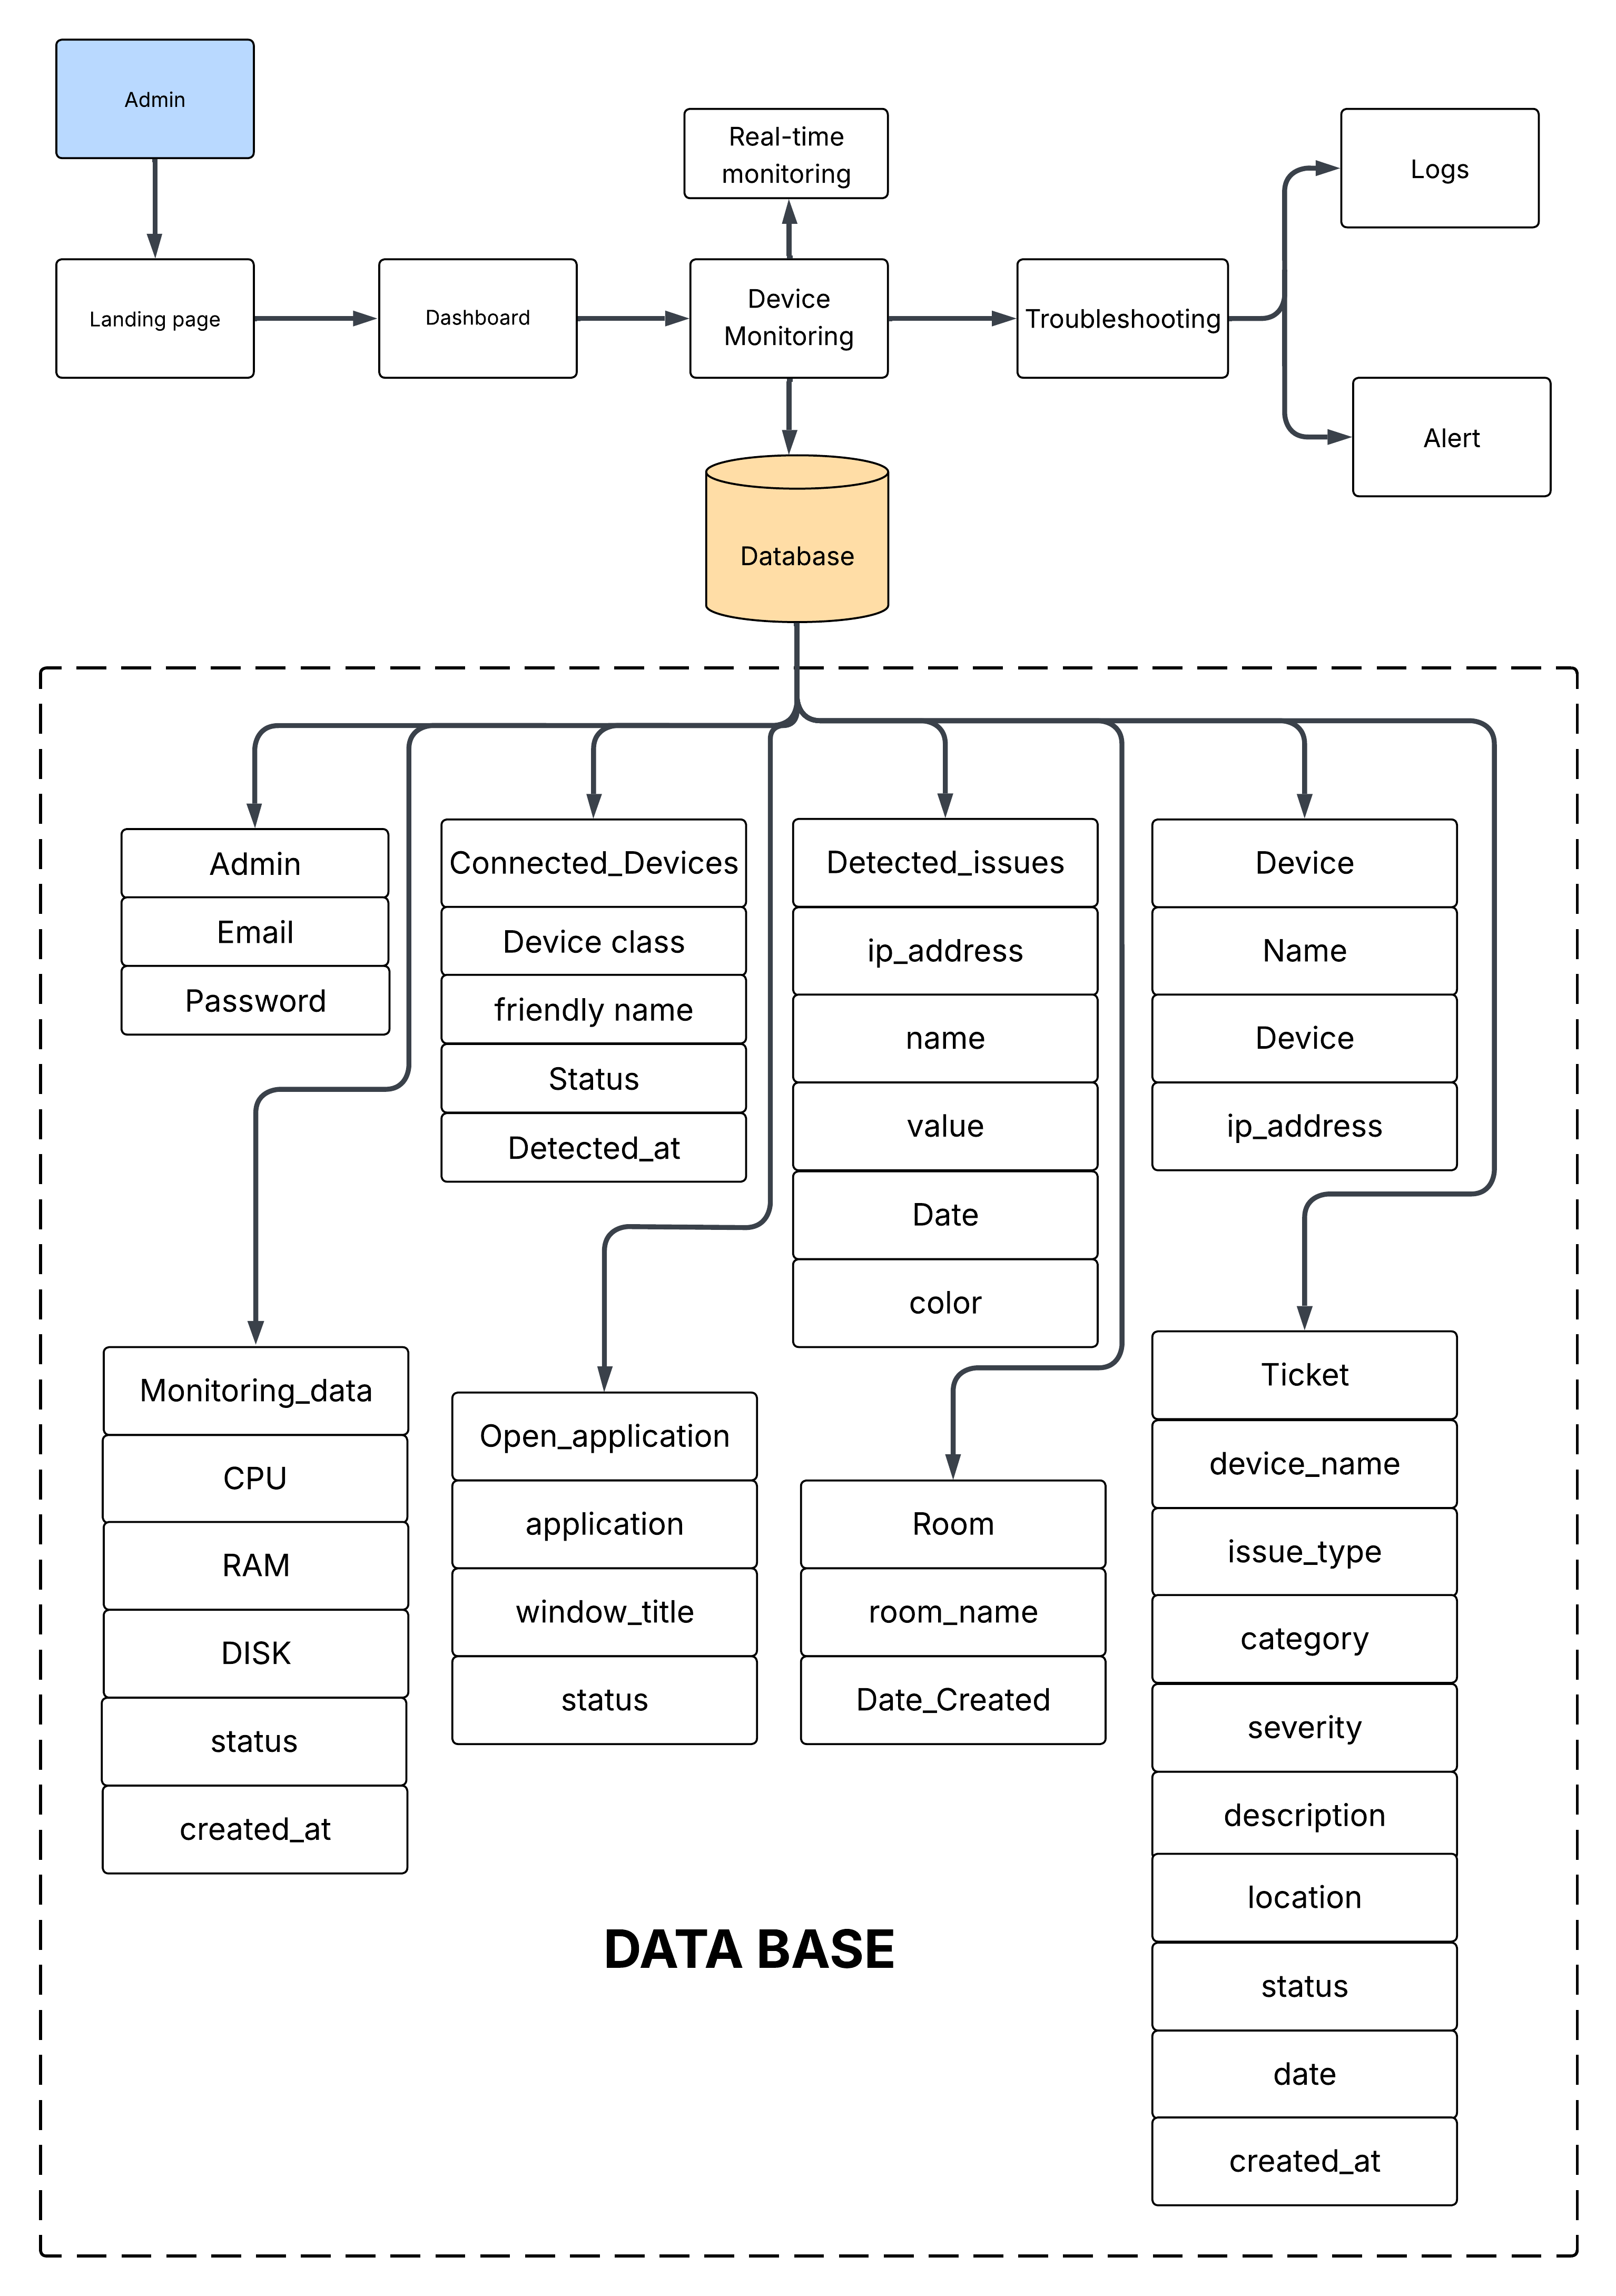 Admin
Real-time
monitoring
Logs
Landing page
Dashboard
Device
Monitoring
Troubleshooting
Alert
Database
Admin
Email
Password
Connected_Devices
Device class
friendly name
Status
Detected_at
Detected_issues
ip_address
name
value
Date
color
Device
Name
Device
ip_address
Monitoring_data
CPU
RAM
DISK
status
created_at
Open_application
application
window_title
status
Room
room_name
Date_Created
Ticket
device_name
issue_type
category
severity
description
location
status
date
created_at
DATA BASE